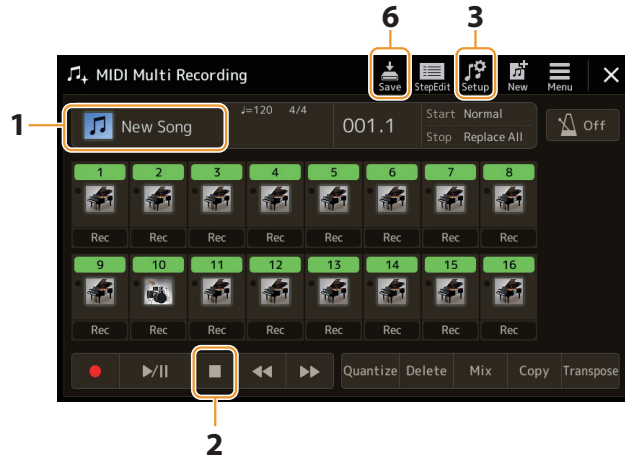 6 3
MIDI Multi Recording Save StepEdit Setup New Menu
1 New Song ♩=120 4/4 001.1 Start Normal Off
Stop Replace All
1 2 3 4 5 6 7 8
Rec Rec Rec Rec Rec Rec Rec Rec
9 10 11 12 13 14 15 16
Rec Rec Rec Rec Rec Rec Rec Rec
Quantize Delete Mix Copy Transpose
2